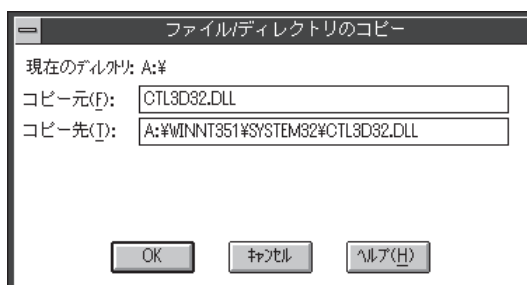 ファイル/ディレクトリのコピー
現在のﾃﾞｨﾚｸﾄﾘ: A:¥
コピー元(F): CTL3D32.DLL
コピー先(T): A:¥WINNT351¥SYSTEM32¥CTL3D32.DLL
OK ｷｬﾝｾﾙ ﾍﾙﾌﾟ(H)